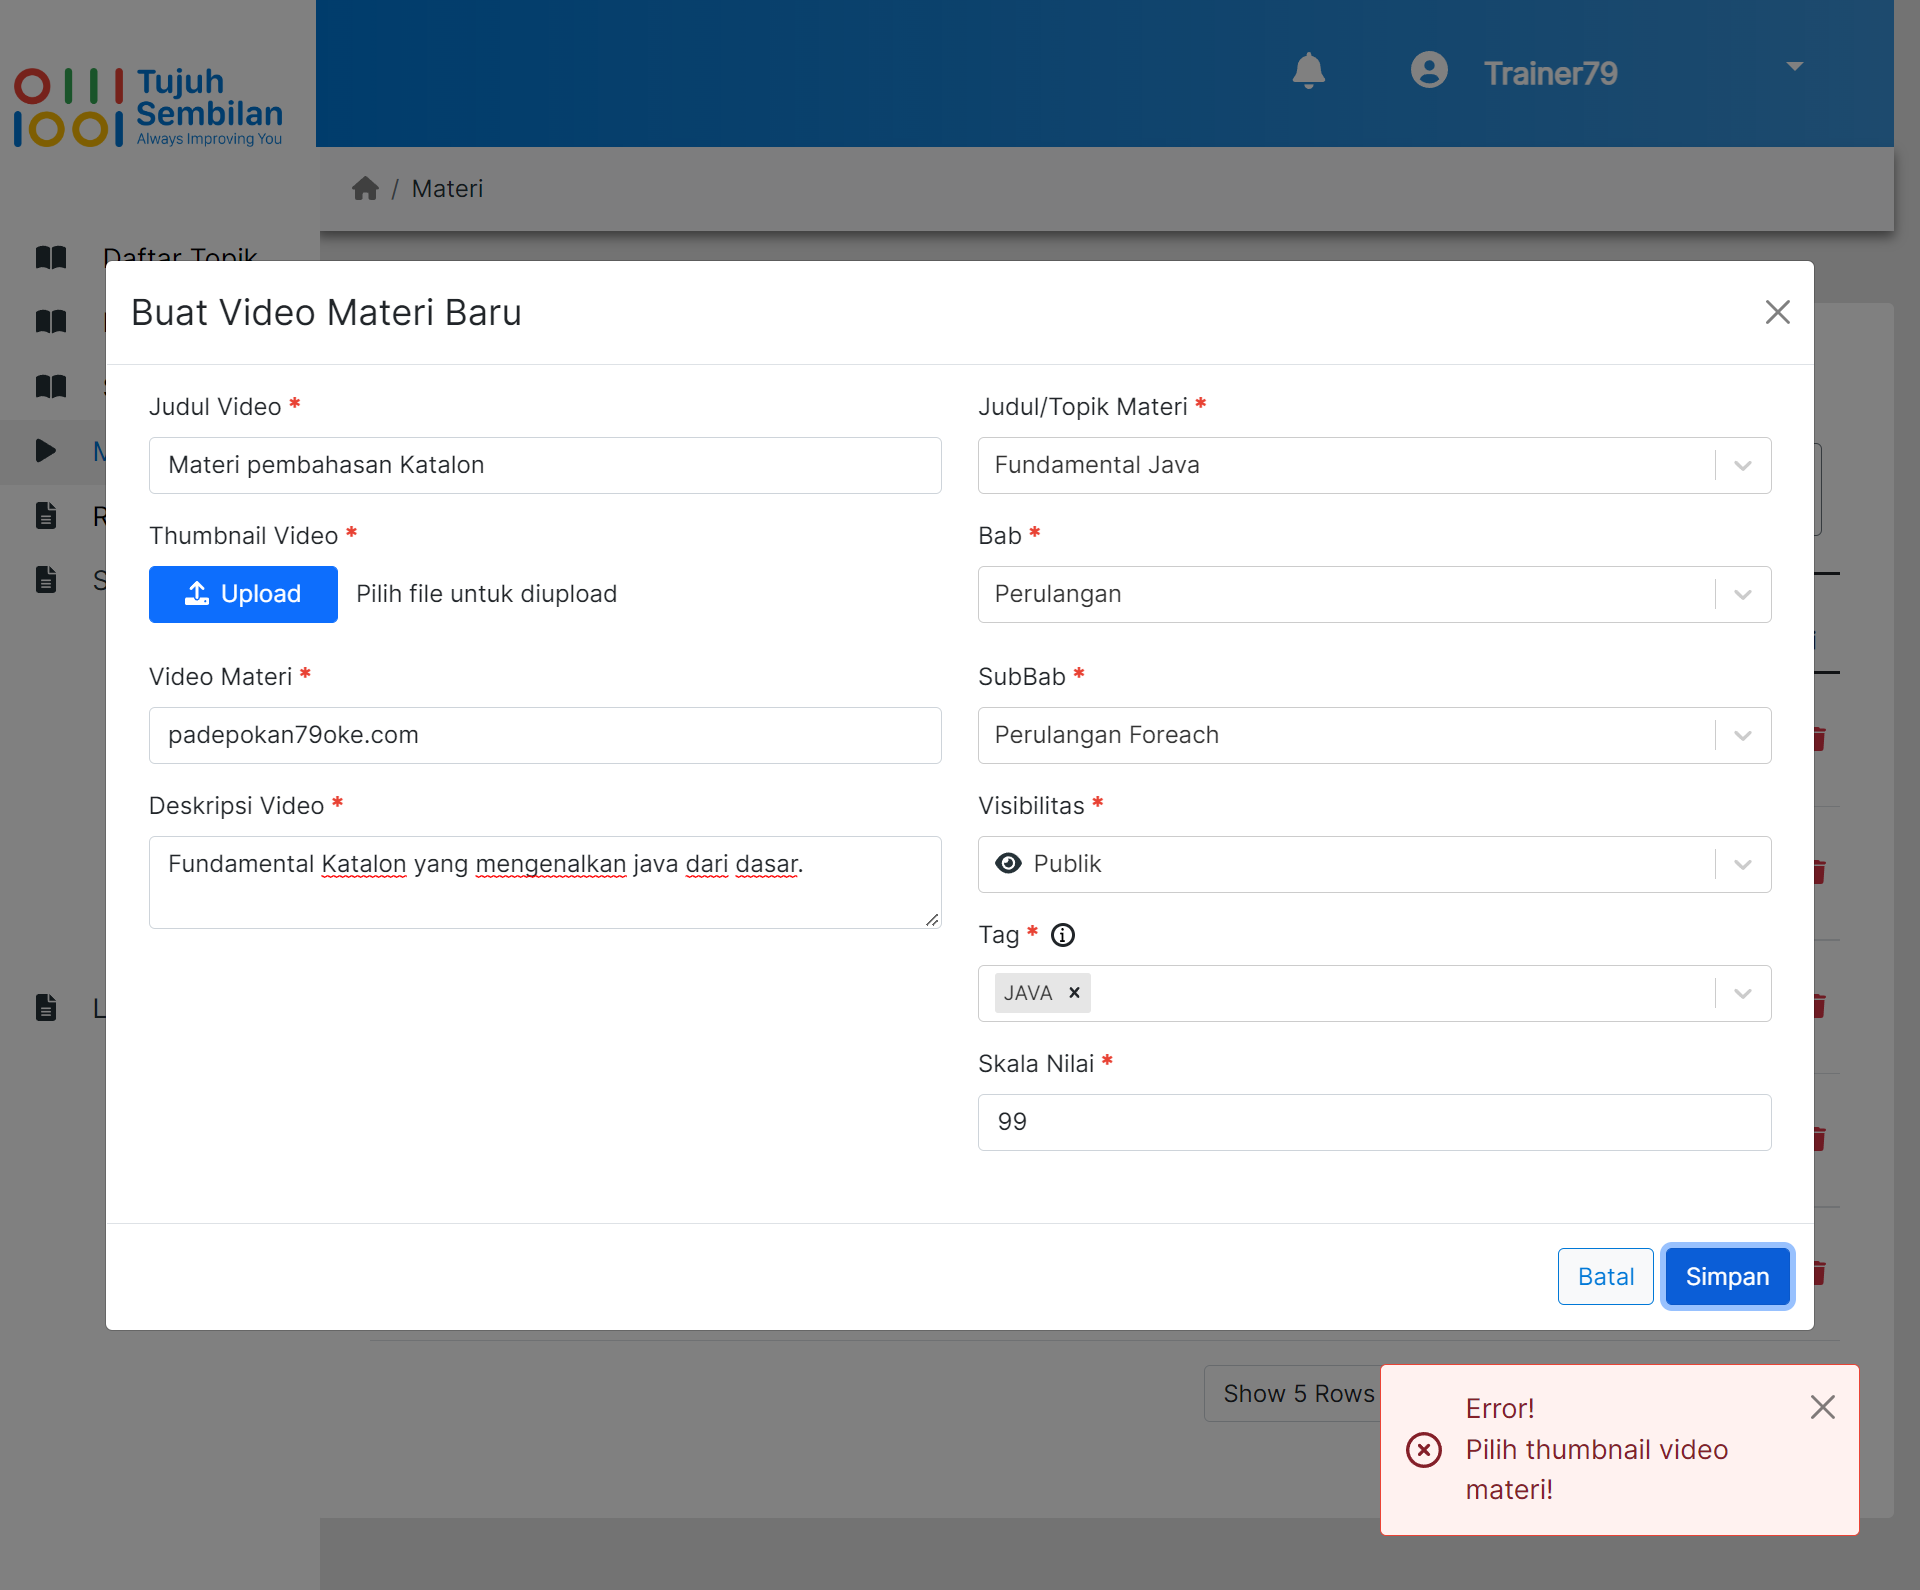 Tujuh
Sembilan
Always Improving You
Trainer79
/ Materi
Daftar Topik
Buat Video Materi Baru
Judul Video *
Materi pembahasan Katalon
Thumbnail Video *
Upload Pilih file untuk diupload
Video Materi *
padepokan79oke.com
Deskripsi Video *
Fundamental Katalon yang mengenalkan java dari dasar.
Judul/Topik Materi *
Fundamental Java
Bab *
Perulangan
SubBab *
Perulangan Foreach
Visibilitas *
Publik
Tag *
JAVA
Skala Nilai *
99
Batal Simpan
Show 5 Rows
Error!
Pilih thumbnail video
materi!